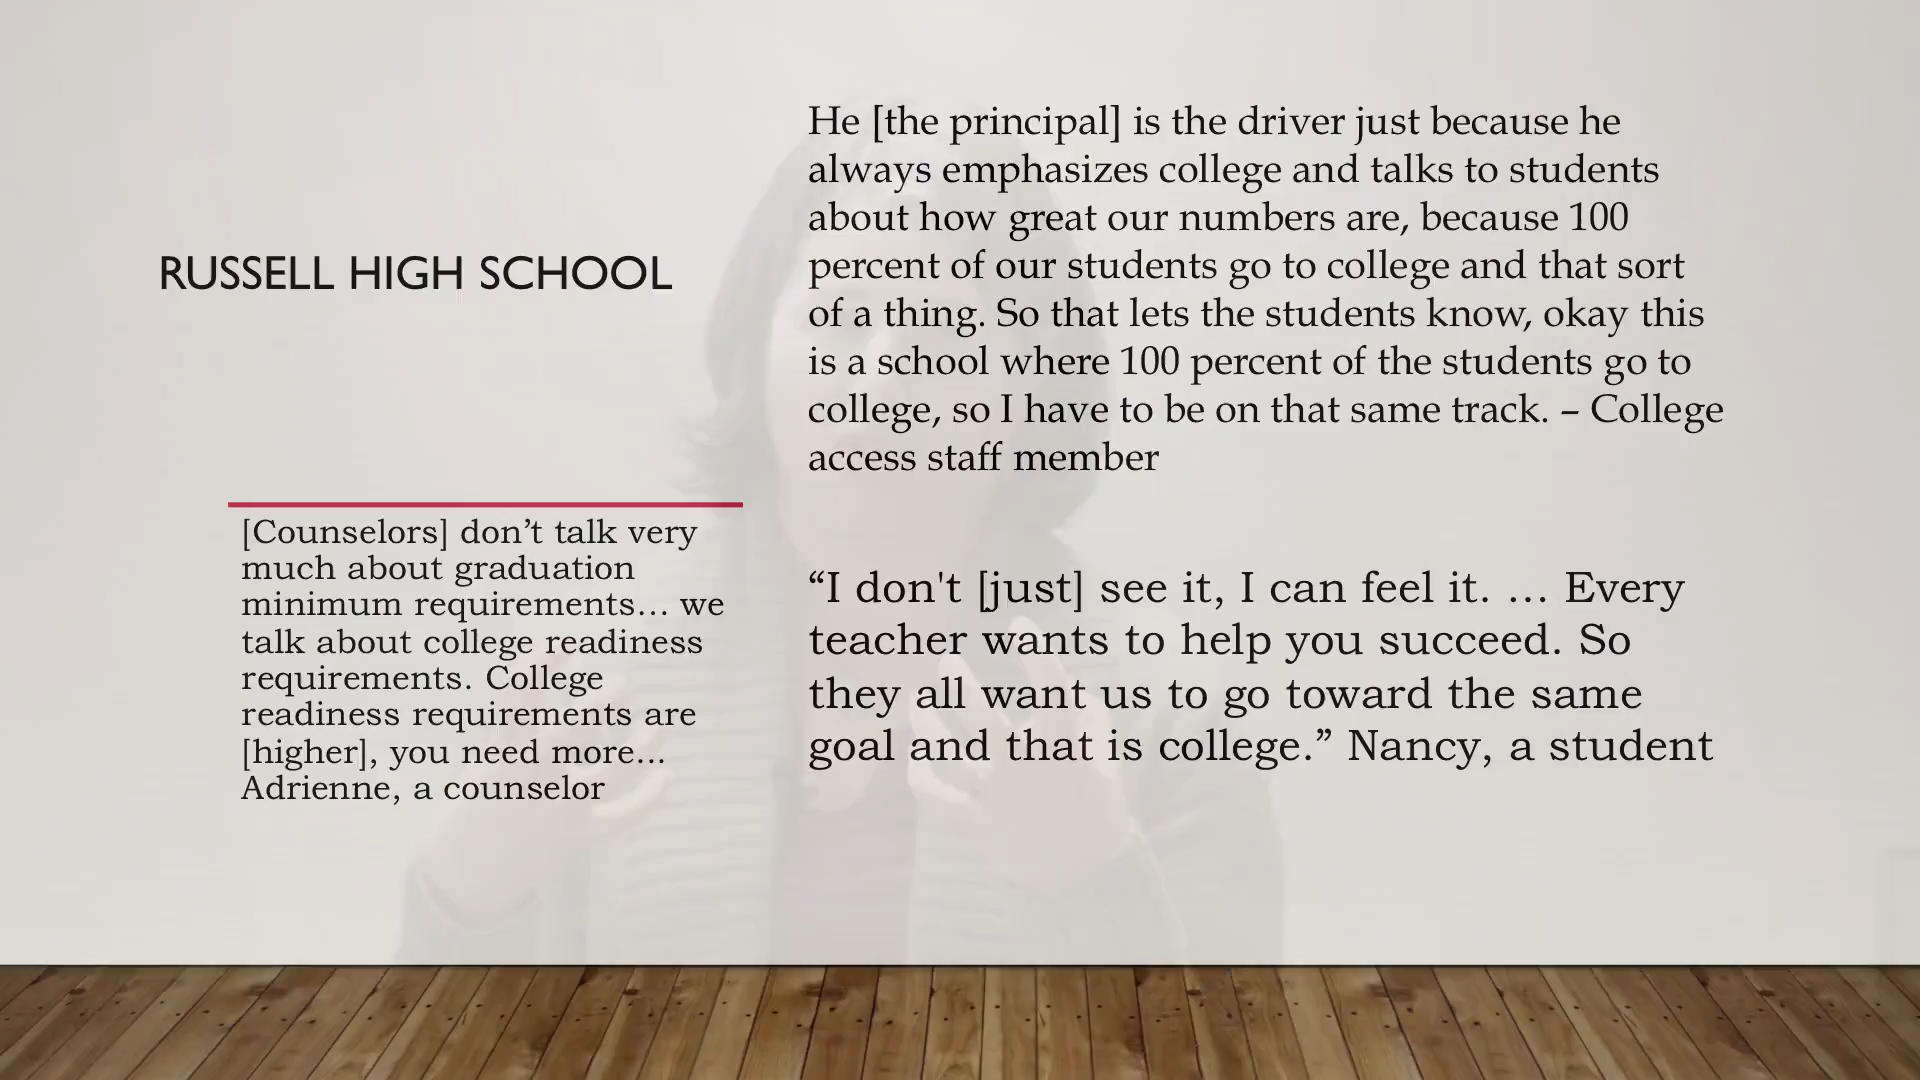 RUSSELL HIGH SCHOOL
[Counselors] don’t talk very
much about graduation
minimum requirements… we
talk about college readiness
requirements. College
readiness requirements are
[higher], you need more…
Adrienne, a counselor
He [the principal] is the driver just because he
always emphasizes college and talks to students
about how great our numbers are, because 100
percent of our students go to college and that sort
of a thing. So that lets the students know, okay this
is a school where 100 percent of the students go to
college, so I have to be on that same track. – College
access staff member
“I don't [just] see it, I can feel it. … Every
teacher wants to help you succeed. So
they all want us to go toward the same
goal and that is college.” Nancy, a student